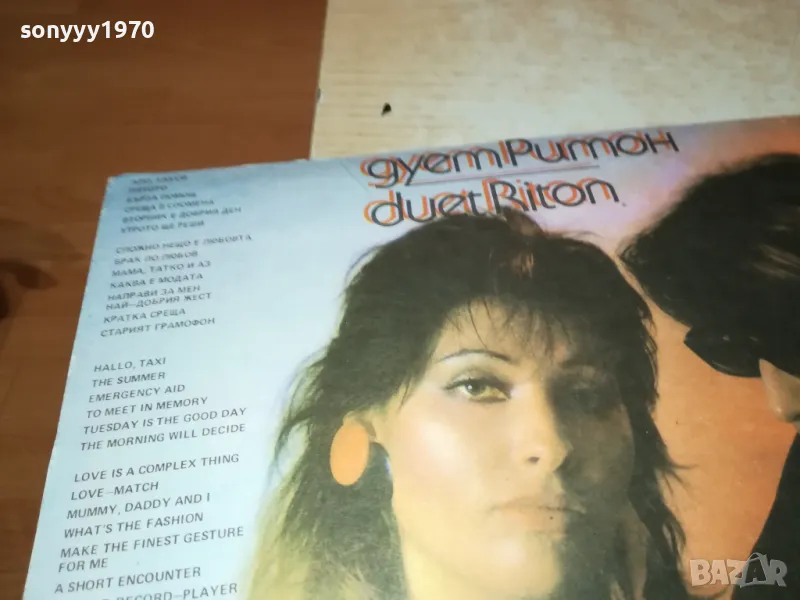 sonyyy1970
дует Ритон
duet Riton
АЛО, ТАКСИ
ЛЯТОТО
БЪРЗА ПОМОЩ
СРЕЩА В СПОМЕНА
ВТОРНИК Е ДОБРИЯ ДЕН
УТРОТО ЩЕ РЕШИ
СЛОЖНО НЕЩО Е ЛЮБОВТА
БРАК ПО ЛЮБОВ
МАМА, ТАТКО И АЗ
КАКВА Е МОДАТА
НАПРАВИ ЗА МЕН
НАЙ–ДОБРИЯ ЖЕСТ
КРАТКА СРЕЩА
СТАРИЯТ ГРАМОФОН
HALLO, TAXI
THE SUMMER
EMERGENCY AID
TO MEET IN MEMORY
TUESDAY IS THE GOOD DAY
THE MORNING WILL DECIDE
LOVE IS A COMPLEX THING
LOVE–MATCH
MUMMY, DADDY AND I
WHAT'S THE FASHION
MAKE THE FINEST GESTURE
FOR ME
A SHORT ENCOUNTER
RECORD–PLAYER
BAZAR